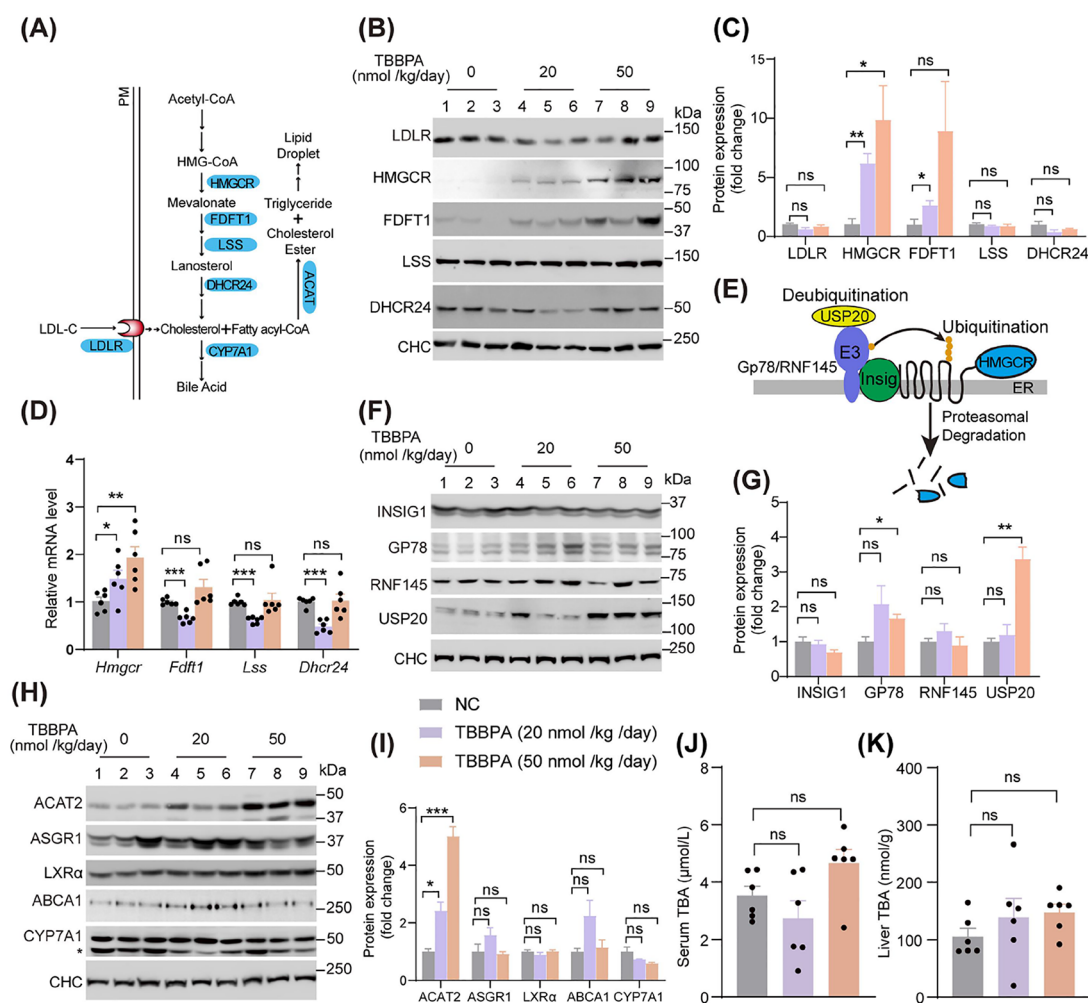 (A)
PM
Acetyl-CoA
HMG-CoA
HMGCR
Mevalonate
FDFT1
LSS
Lanosterol
DHCR24
LDL-C
LDLR
Cholesterol+Fatty acyl-CoA
CYP7A1
Bile Acid
Lipid
Droplet
Triglyceride
+
Cholesterol
Ester
ACAT
(B)
TBBPA
(nmol /kg/day)
0 20 50
1 2 3 4 5 6 7 8 9 kDa
LDLR
150
HMGCR
100
75
FDFT1
50
37
LSS
150
DHCR24
50
CHC
250
(C)
Protein expression
(fold change)
15
10
5
0
ns
ns
**
*
*
ns
ns
ns
ns
ns
LDLR HMGCR FDFT1 LSS DHCR24
(D)
Relative mRNA level
4
3
2
1
0
*
**
***
ns
***
ns
***
ns
Hmgcr Fdft1 Lss Dhcr24
(E)
Deubiquitination
USP20
E3
Ubiquitination
Gp78/RNF145
Insig
HMGCR
ER
Proteasomal
Degradation
(F)
TBBPA
(nmol /kg/day)
0 20 50
1 2 3 4 5 6 7 8 9 kDa
INSIG1
37
GP78
100
75
RNF145
75
USP20
150
100
CHC
250
(G)
Protein expression
(fold change)
5
4
3
2
1
0
ns
ns
ns
*
ns
ns
ns
**
INSIG1 GP78 RNF145 USP20
NC
TBBPA (20 nmol /kg /day)
TBBPA (50 nmol /kg /day)
(H)
TBBPA
(nmol /kg/day)
0 20 50
1 2 3 4 5 6 7 8 9 kDa
ACAT2
50
37
ASGR1
37
LXRα
50
ABCA1
250
CYP7A1
50
*
37
CHC
250
(I)
Protein expression
(fold change)
6
4
2
0
*
***
ns
ns
ns
ns
ns
ns
ns
ns
ACAT2 ASGR1 LXRα ABCA1 CYP7A1
(J)
Serum TBA (μmol/L)
8
6
4
2
0
ns
ns
(K)
Liver TBA (nmol/g)
400
300
200
100
0
ns
ns